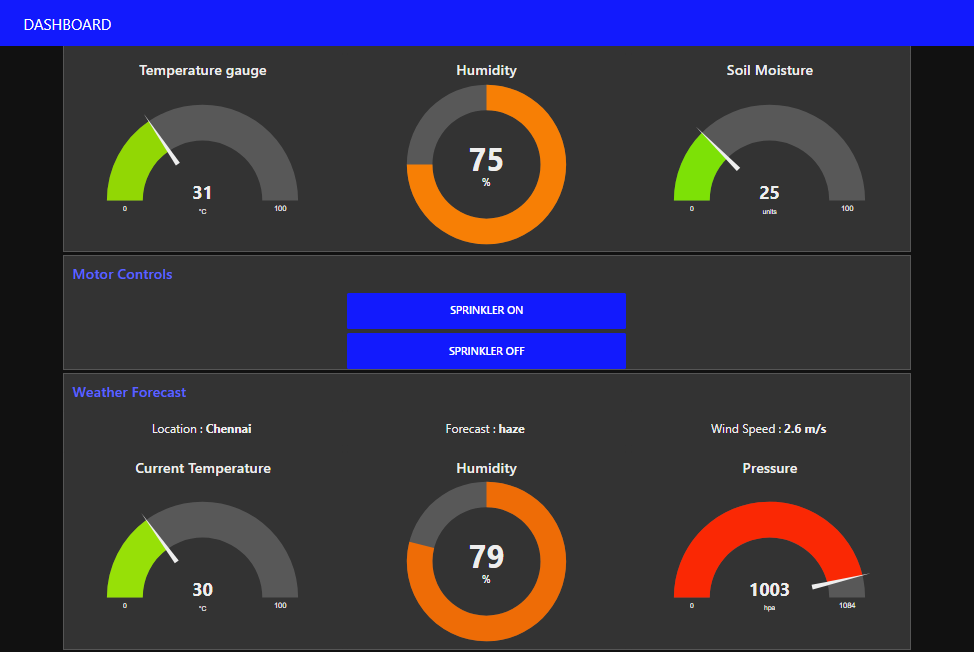 DASHBOARD
Temperature gauge
Humidity
Soil Moisture
31
°C
0
100
75
%
25
units
0
100
Motor Controls
SPRINKLER ON
SPRINKLER OFF
Weather Forecast
Location : Chennai
Forecast : haze
Wind Speed : 2.6 m/s
Current Temperature
Humidity
Pressure
30
°C
0
100
79
%
1003
hpa
0
1084